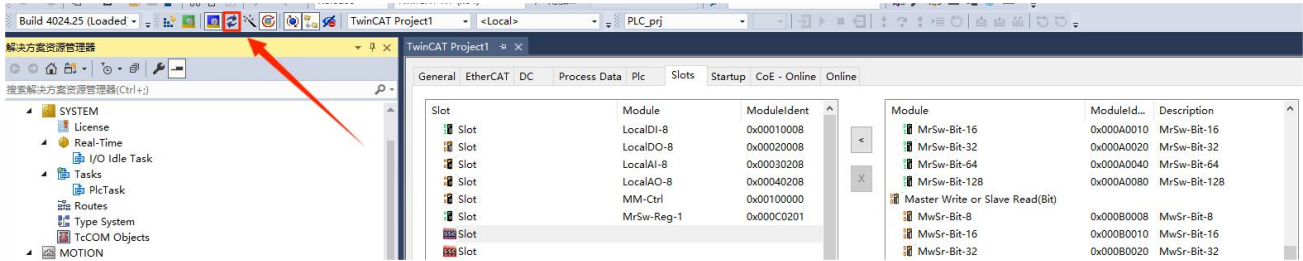 Build 4024.25 (Loaded TwinCAT Project1 <Local> PLC_prj
解决方案资源管理器
搜索解决方案资源管理器(Ctrl+;)
SYSTEM
License
Real-Time
I/O Idle Task
Tasks
PlcTask
Routes
Type System
TcCOM Objects
MOTION
TwinCAT Project1
General EtherCAT DC Process Data Plc Slots Startup CoE - Online Online
Slot Module ModuleIdent
Slot LocalDI-8 0x00010008
Slot LocalDO-8 0x00020008
Slot LocalAI-8 0x00030208
Slot LocalAO-8 0x00040208
Slot MM-Ctrl 0x00100000
Slot MrSw-Reg-1 0x000C0201
Slot
Slot
<
X
Module ModuleId... Description
MrSw-Bit-16 0x000A0010 MrSw-Bit-16
MrSw-Bit-32 0x000A0020 MrSw-Bit-32
MrSw-Bit-64 0x000A0040 MrSw-Bit-64
MrSw-Bit-128 0x000A0080 MrSw-Bit-128
Master Write or Slave Read(Bit)
MwSr-Bit-8 0x000B0008 MwSr-Bit-8
MwSr-Bit-16 0x000B0010 MwSr-Bit-16
MwSr-Bit-32 0x000B0020 MwSr-Bit-32